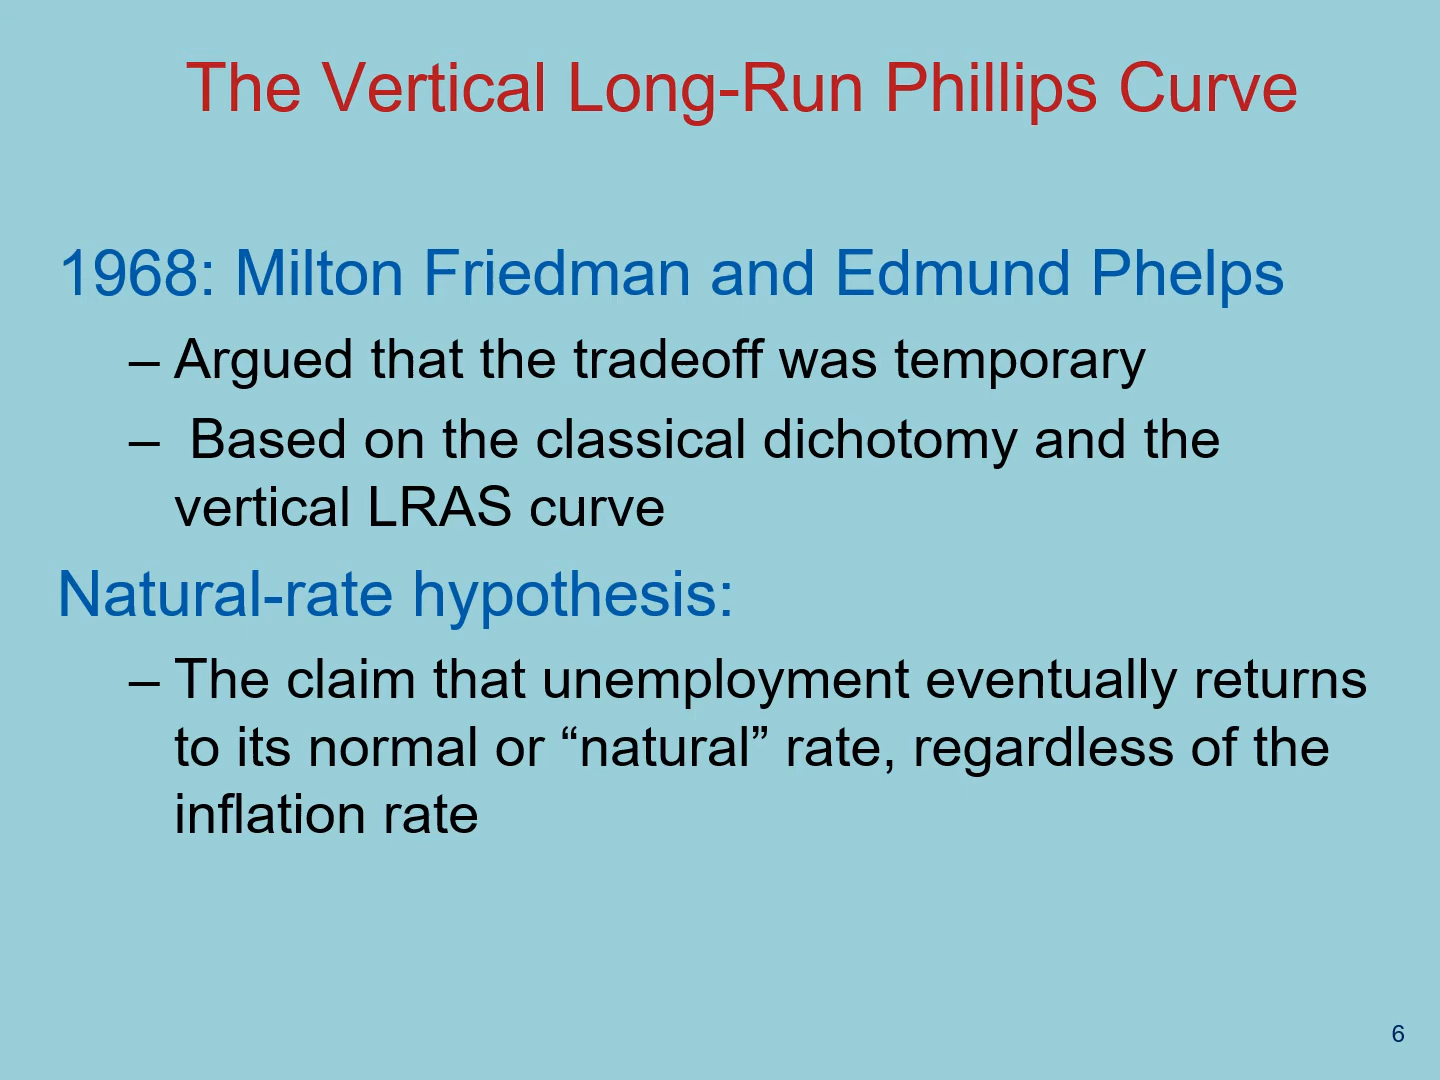 The Vertical Long-Run Phillips Curve
1968: Milton Friedman and Edmund Phelps
– Argued that the tradeoff was temporary
– Based on the classical dichotomy and the
vertical LRAS curve
Natural-rate hypothesis:
– The claim that unemployment eventually returns
to its normal or “natural” rate, regardless of the
inflation rate
6